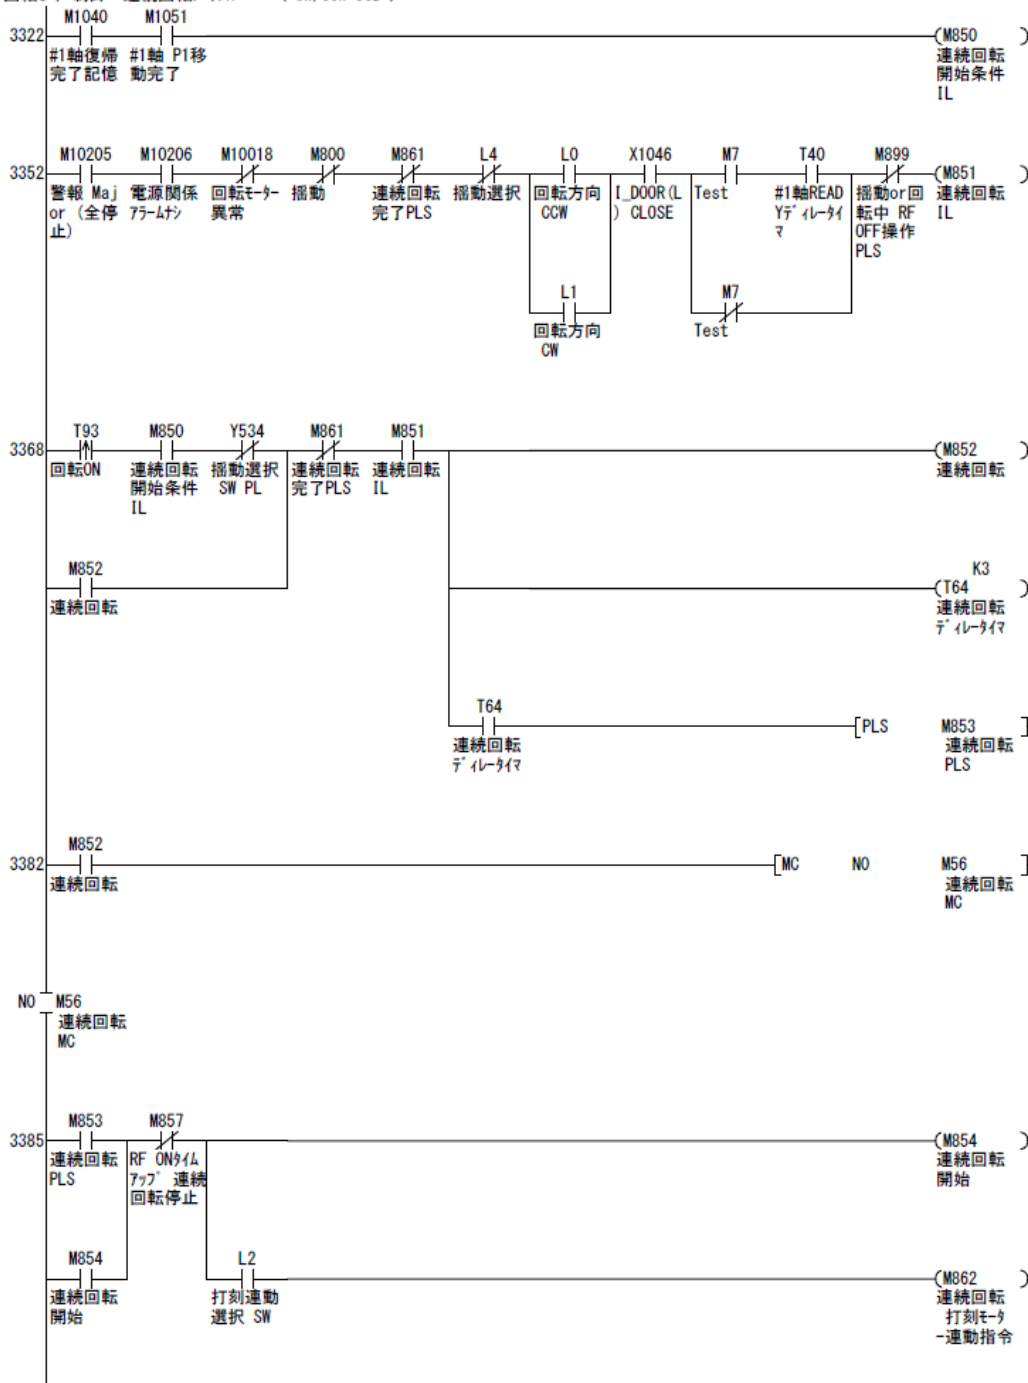 M1040 M1051
3322 (M850 )
#1軸復帰 #1軸 P1移 連続回転
完了記憶 動完了 開始条件
IL
M10205 M10206 M10018 M800 M861 L4 L0 X1046 M7 T40 M899
3352 (M851 )
警報 Maj 電源関係 回転モーター 揺動 連続回転 揺動選択 回転方向 I_DOOR(L Test #1軸READ 揺動or回 連続回転
or (全停 アラームナシ 異常 完了PLS CCW ) CLOSE Yディレータイ 転中 RF IL
止) マ OFF操作
PLS
L1 M7
回転方向 Test
CW
T93 M850 Y534 M861 M851
3368 (M852 )
回転ON 連続回転 揺動選択 連続回転 連続回転 連続回転
開始条件 SW PL 完了PLS IL
IL
M852 K3
(T64 )
連続回転 連続回転
ディレータイマ
T64
[PLS M853 ]
連続回転 連続回転
ディレータイマ PLS
M852
3382 [MC N0 M56 ]
連続回転 連続回転
MC
N0 M56
連続回転
MC
M853 M857
3385 (M854 )
連続回転 RF ONタイム 連続回転
PLS アップ 連続 開始
回転停止
M854 L2
(M862 )
連続回転 打刻連動 連続回転
開始 選択 SW 打刻モータ
-連動指令